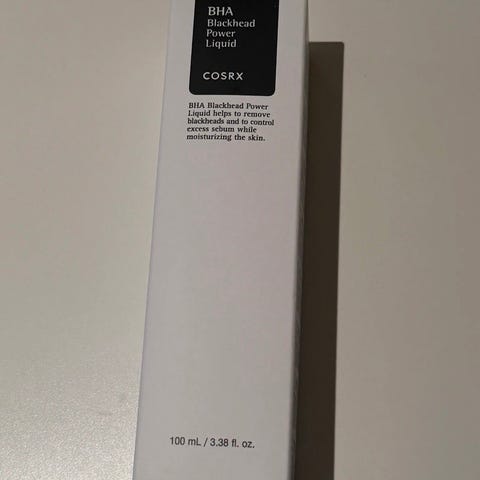 BHA
Blackhead
Power
Liquid
COSRX
BHA Blackhead Power
Liquid helps to remove
blackheads and to control
excess sebum while
moisturizing the skin.
100 mL / 3.38 fl. oz.